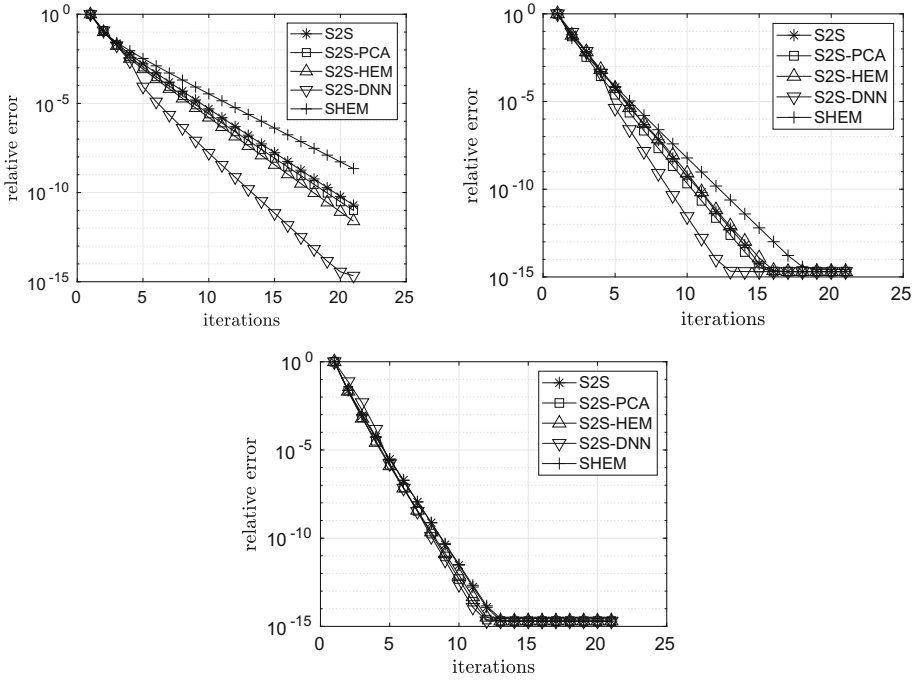 10^0
10^-5
10^-10
10^-15
relative error
0 5 10 15 20 25
iterations
S2S
S2S-PCA
S2S-HEM
S2S-DNN
SHEM
10^0
10^-5
10^-10
10^-15
relative error
0 5 10 15 20 25
iterations
S2S
S2S-PCA
S2S-HEM
S2S-DNN
SHEM
10^0
10^-5
10^-10
10^-15
relative error
0 5 10 15 20 25
iterations
S2S
S2S-PCA
S2S-HEM
S2S-DNN
SHEM